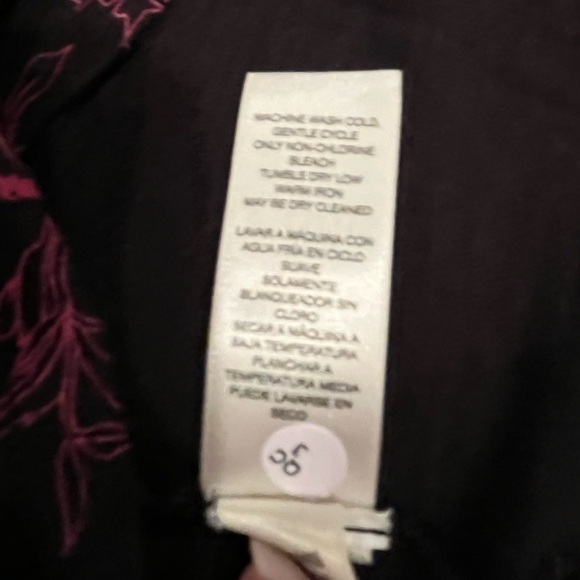 MACHINE WASH COLD,
GENTLE CYCLE
ONLY NON-CHLORINE
BLEACH
TUMBLE DRY LOW
WARM IRON
MAY BE DRY CLEANED
LAVAR A MÁQUINA CON
AGUA FRÍA EN CICLO
SUAVE
SOLAMENTE
BLANQUEADOR SIN
CLORO
SECAR A MÁQUINA A
BAJA TEMPERATURA
PLANCHAR A
TEMPERATURA MEDIA
PUEDE LAVARSE EN
SECO